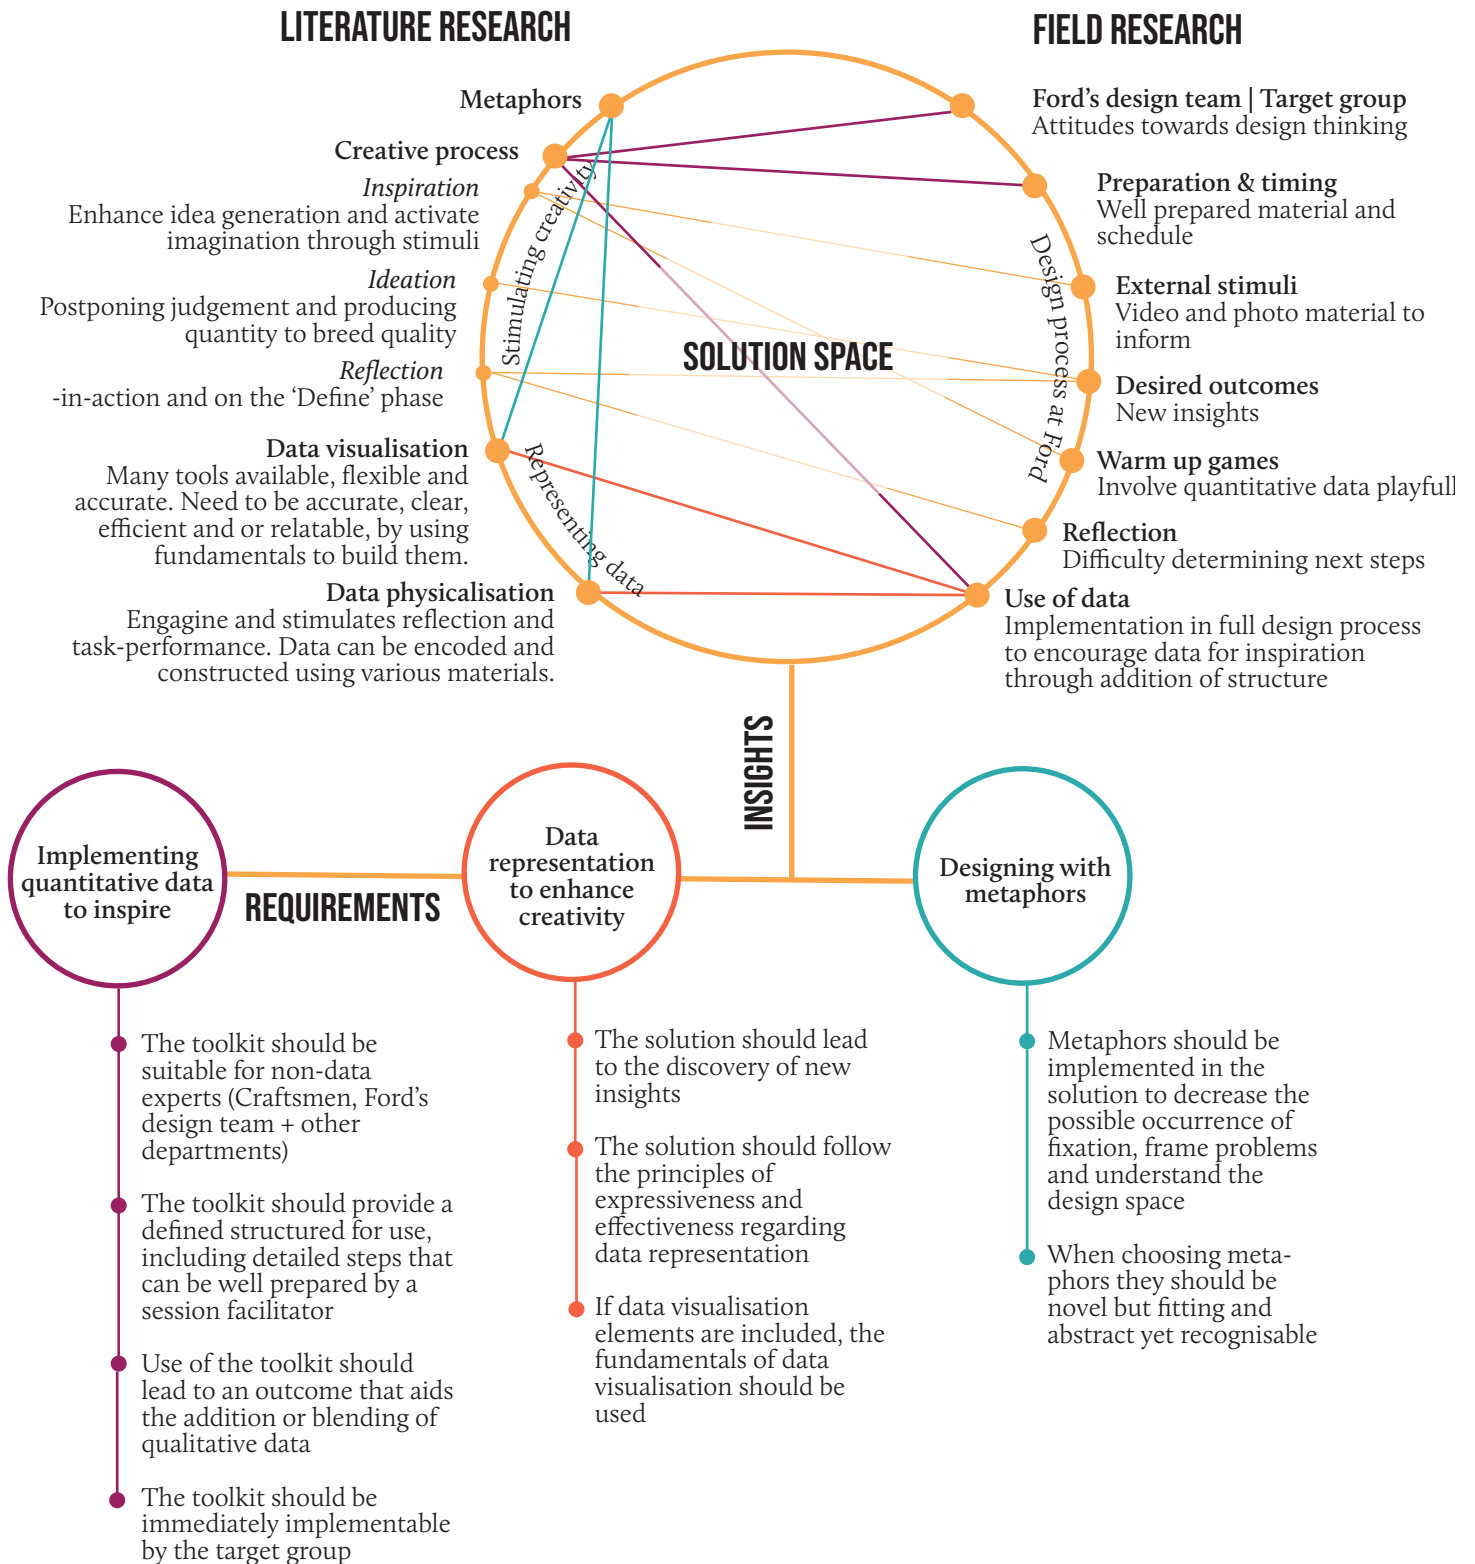 LITERATURE RESEARCH
Metaphors
Creative process
Inspiration
Enhance idea generation and activate
imagination through stimuli
Ideation
Postponing judgement and producing
quantity to breed quality
Reflection
-in-action and on the ‘Define’ phase
Data visualisation
Many tools available, flexible and
accurate. Need to be accurate, clear,
efficient and or relatable, by using
fundamentals to build them.
Data physicalisation
Engagine and stimulates reflection and
task-performance. Data can be encoded and
constructed using various materials.
Stimulating creativity
Representing data
SOLUTION SPACE
Design process at Ford
FIELD RESEARCH
Ford’s design team | Target group
Attitudes towards design thinking
Preparation & timing
Well prepared material and
schedule
External stimuli
Video and photo material to
inform
Desired outcomes
New insights
Warm up games
Involve quantitative data playfull
Reflection
Difficulty determining next steps
Use of data
Implementation in full design process
to encourage data for inspiration
through addition of structure
INSIGHTS
REQUIREMENTS
Implementing
quantitative data
to inspire
The toolkit should be
suitable for non-data
experts (Craftsmen, Ford’s
design team + other
departments)
The toolkit should provide a
defined structured for use,
including detailed steps that
can be well prepared by a
session facilitator
Use of the toolkit should
lead to an outcome that aids
the addition or blending of
qualitative data
The toolkit should be
immediately implementable
by the target group
Data
representation
to enhance
creativity
The solution should lead
to the discovery of new
insights
The solution should follow
the principles of
expressiveness and
effectiveness regarding
data representation
If data visualisation
elements are included, the
fundamentals of data
visualisation should be
used
Designing with
metaphors
Metaphors should be
implemented in the
solution to decrease the
possible occurrence of
fixation, frame problems
and understand the
design space
When choosing meta-
phors they should be
novel but fitting and
abstract yet recognisable